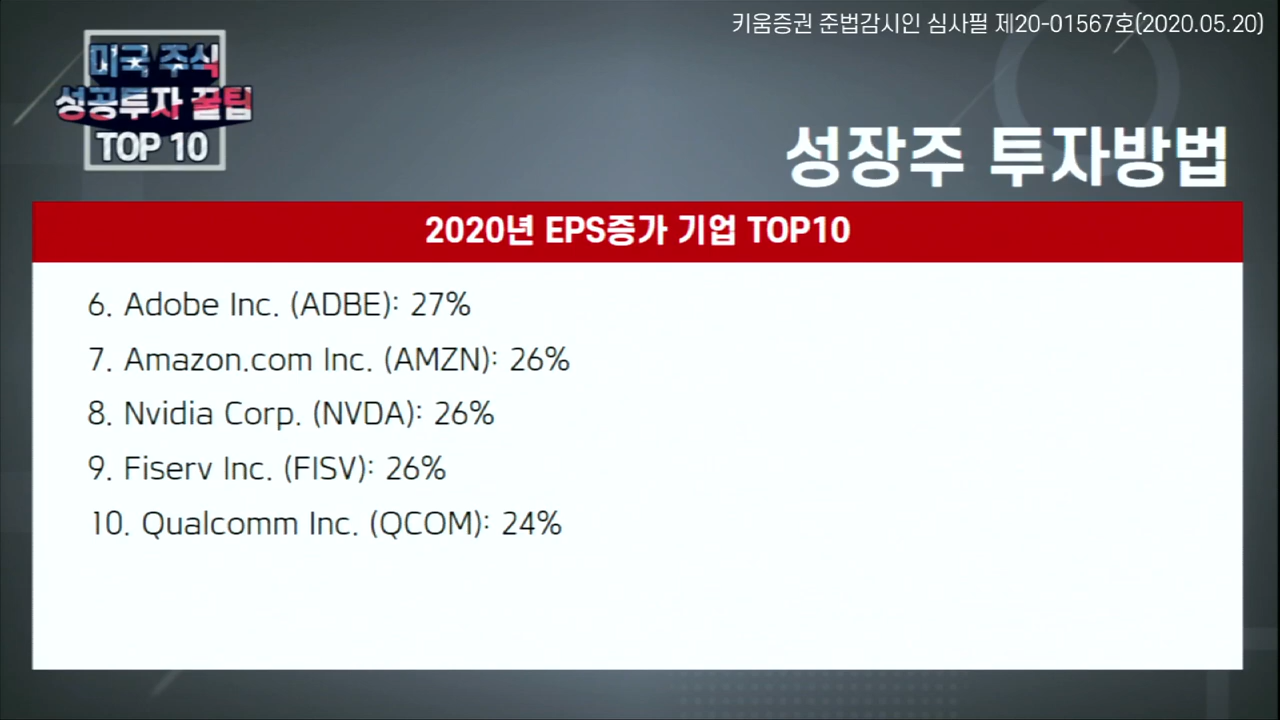 키움증권 준법감시인 심사필 제20-01567호(2020.05.20)
미국 주식
성공투자 꿀팁
TOP 10
성장주 투자방법
2020년 EPS증가 기업 TOP10
6. Adobe Inc. (ADBE): 27%
7. Amazon.com Inc. (AMZN): 26%
8. Nvidia Corp. (NVDA): 26%
9. Fiserv Inc. (FISV): 26%
10. Qualcomm Inc. (QCOM): 24%